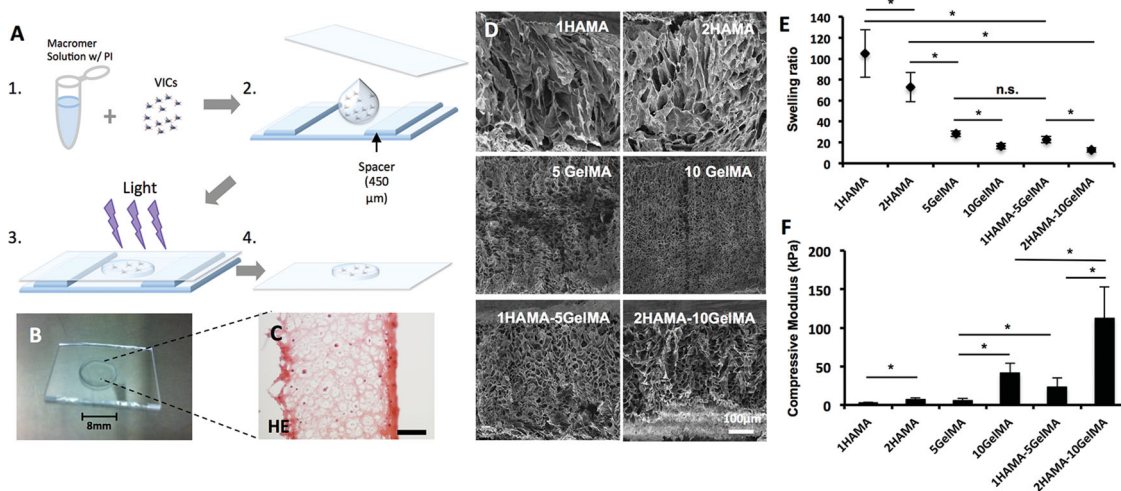 A
Macromer
Solution w/ PI
VICs
1.
+
2.
Spacer
(450
μm)
Light
3.
4.
B
8mm
C
HE
D
1HAMA
2HAMA
5 GelMA
10 GelMA
1HAMA-5GelMA
2HAMA-10GelMA
100μm
E
Swelling ratio
120
100
80
60
40
20
0
*
*
*
*
n.s.
*
*
1HAMA
2HAMA
5GelMA
10GelMA
1HAMA-5GelMA
2HAMA-10GelMA
F
Compressive Modulus (kPa)
200
150
100
50
0
*
*
*
*
*
1HAMA
2HAMA
5GelMA
10GelMA
1HAMA-5GelMA
2HAMA-10GelMA